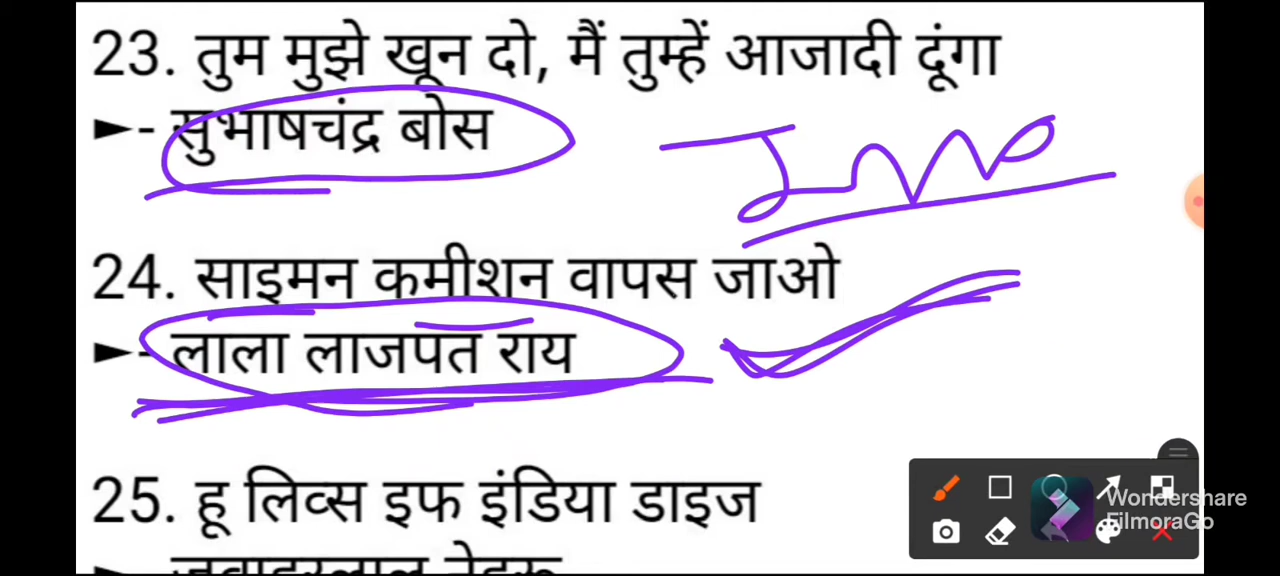 23. तुम मुझे खून दो, मैं तुम्हें आजादी दूंगा
►- सुभाषचंद्र बोस
24. साइमन कमीशन वापस जाओ
►- लाला लाजपत राय
25. हू लिव्स इफ इंडिया डाइज
Wondershare
FilmoraGo